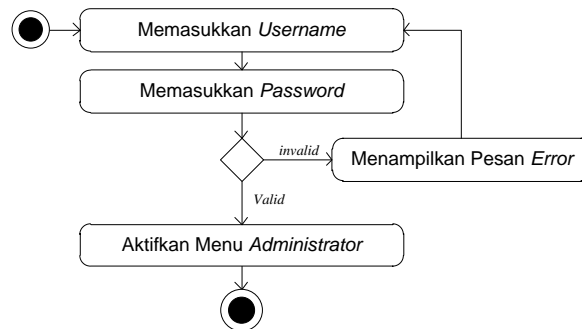 Memasukkan Username
Memasukkan Password
invalid
Menampilkan Pesan Error
Valid
Aktifkan Menu Administrator